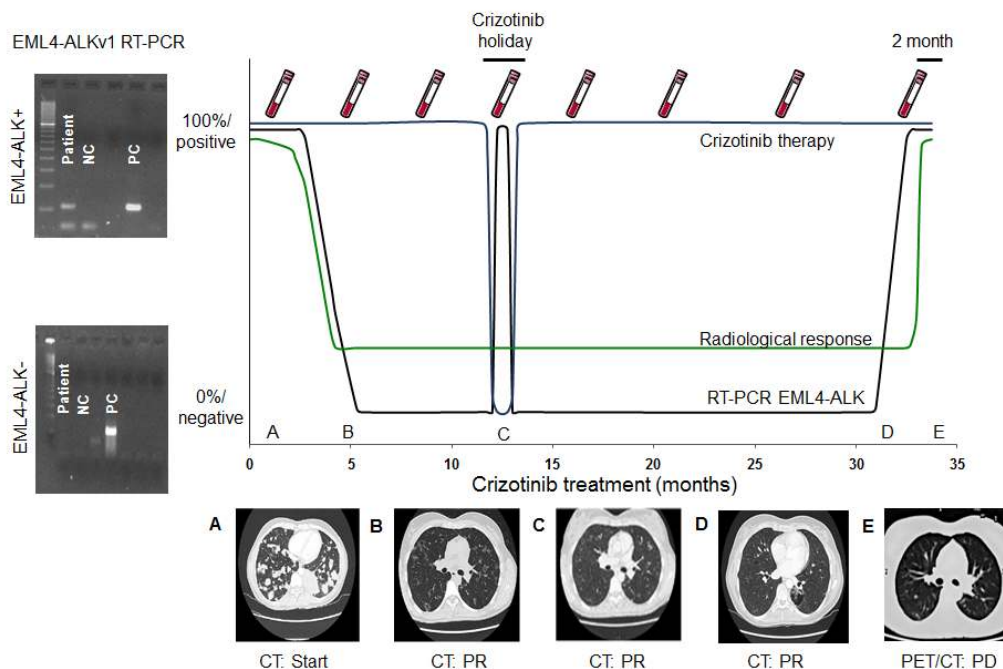 EML4-ALKv1 RT-PCR
Crizotinib
holiday
2 month
EML4-ALK+
Patient
NC
PC
100%/
positive
Crizotinib therapy
Radiological response
EML4-ALK-
Patient
NC
PC
0%/
negative
RT-PCR EML4-ALK
A B C D E
0 5 10 15 20 25 30 35
Crizotinib treatment (months)
A B C D E
CT: Start CT: PR CT: PR CT: PR PET/CT: PD